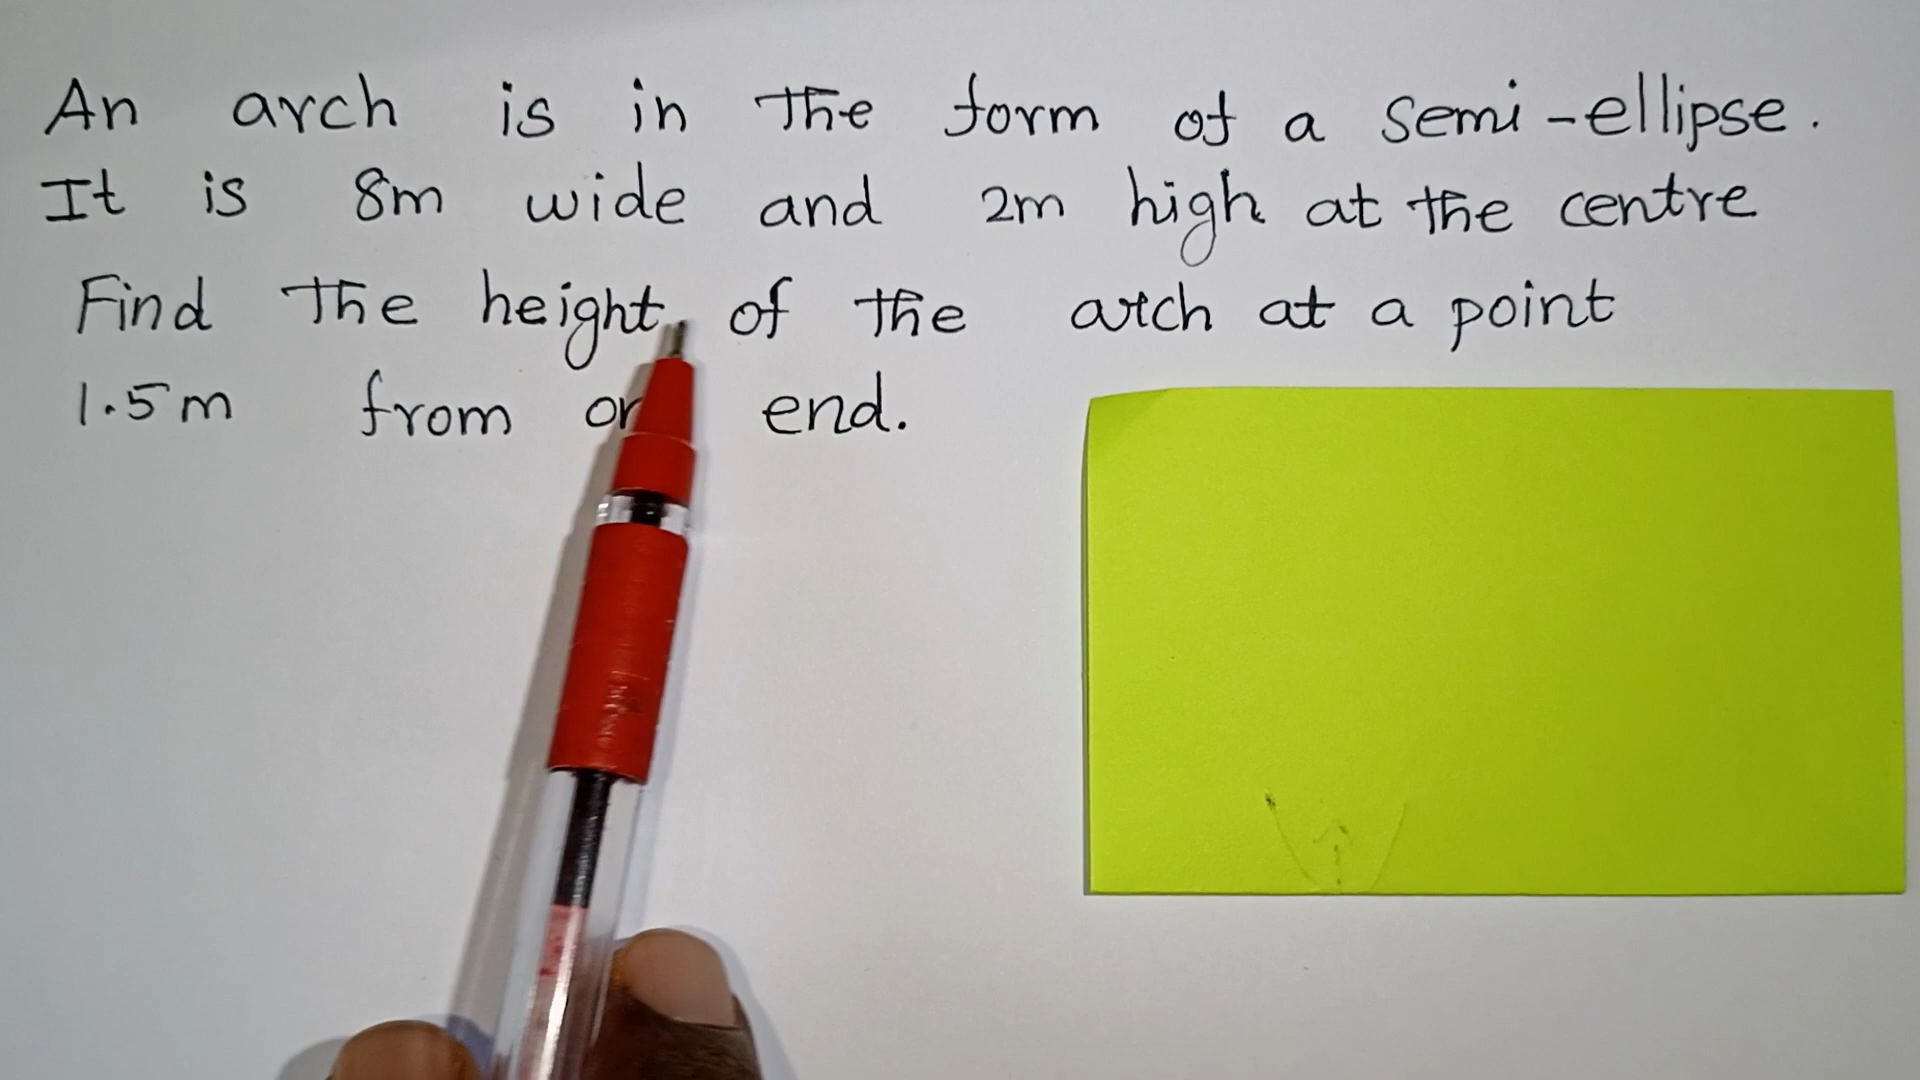 An arch is in the form of a semi-ellipse.
It is 8m wide and 2m high at the centre
Find the height of the arch at a point
1.5m from end.